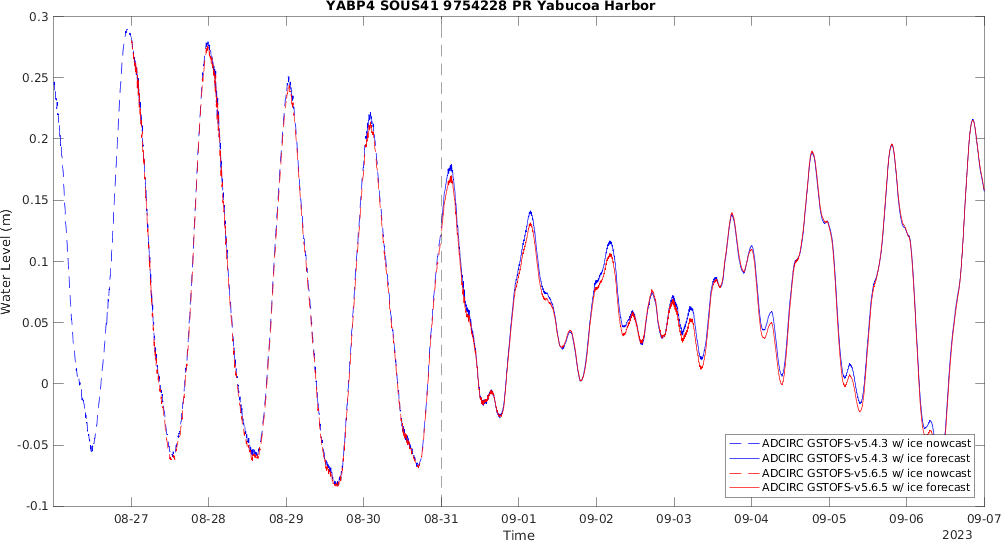 YABP4 SOUS41 9754228 PR Yabucoa Harbor
0.3
0.25
0.2
0.15
0.1
0.05
0
-0.05
-0.1
Water Level (m)
ADCIRC GSTOFS-v5.4.3 w/ ice nowcast
ADCIRC GSTOFS-v5.4.3 w/ ice forecast
ADCIRC GSTOFS-v5.6.5 w/ ice nowcast
ADCIRC GSTOFS-v5.6.5 w/ ice forecast
08-27 08-28 08-29 08-30 08-31 09-01 09-02 09-03 09-04 09-05 09-06 09-07
Time
2023